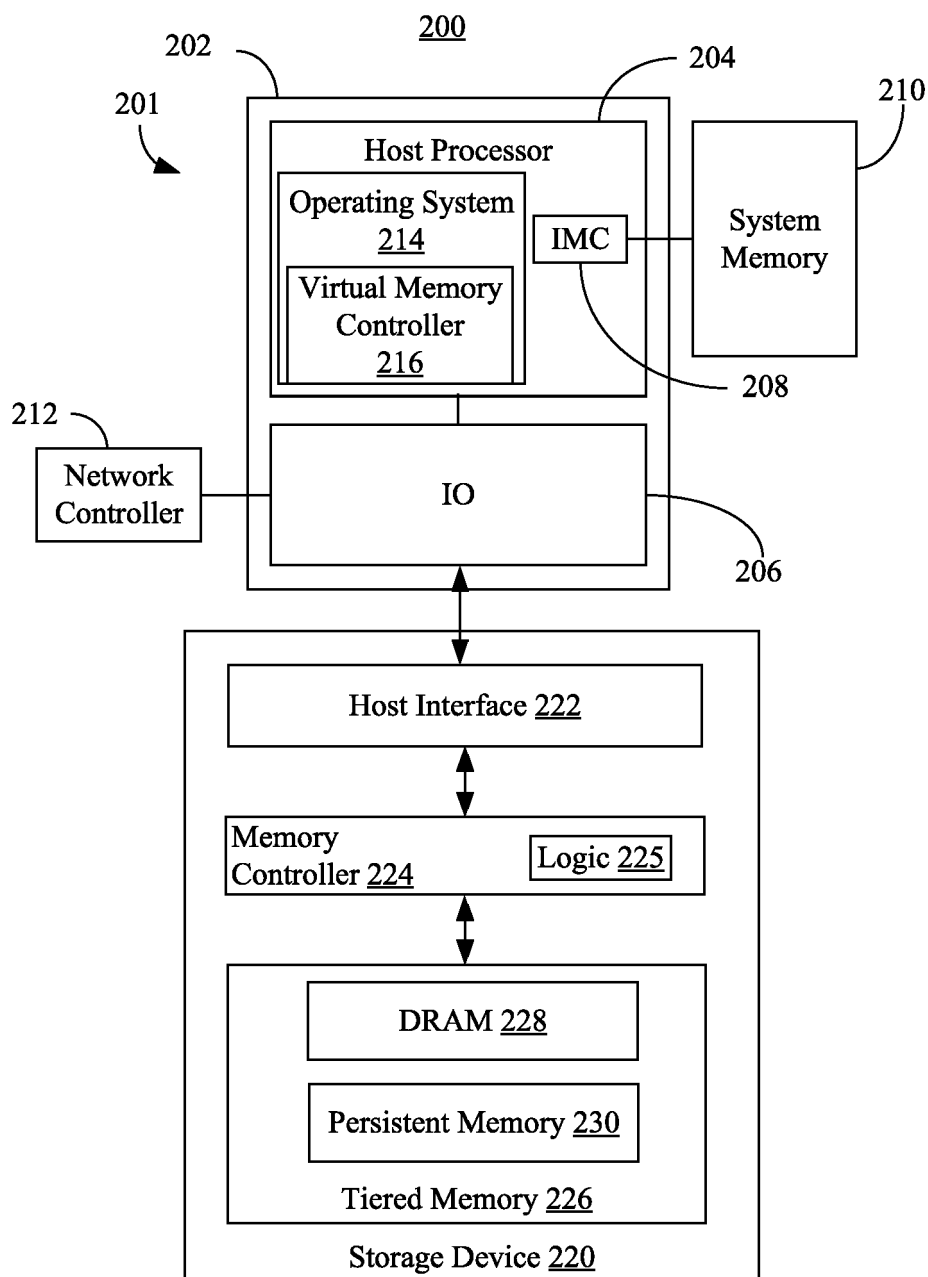 200
202
204
210
201
Host Processor
Operating System
214
IMC
System
Memory
Virtual Memory
Controller
216
208
212
Network
Controller
IO
206
Host Interface 222
Memory
Controller 224
Logic 225
DRAM 228
Persistent Memory 230
Tiered Memory 226
Storage Device 220